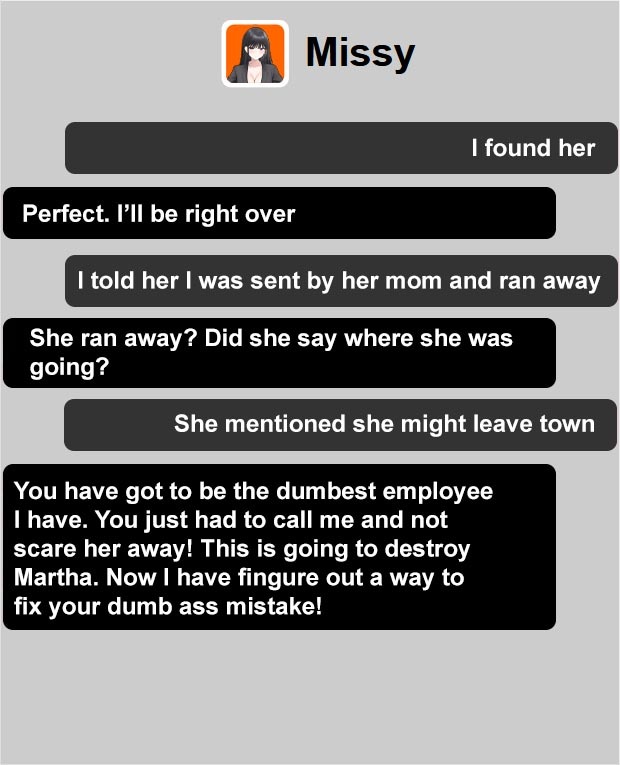 Missy
I found her
Perfect. I’ll be right over
I told her I was sent by her mom and ran away
She ran away? Did she say where she was
going?
She mentioned she might leave town
You have got to be the dumbest employee
I have. You just had to call me and not
scare her away! This is going to destroy
Martha. Now I have fingure out a way to
fix your dumb ass mistake!